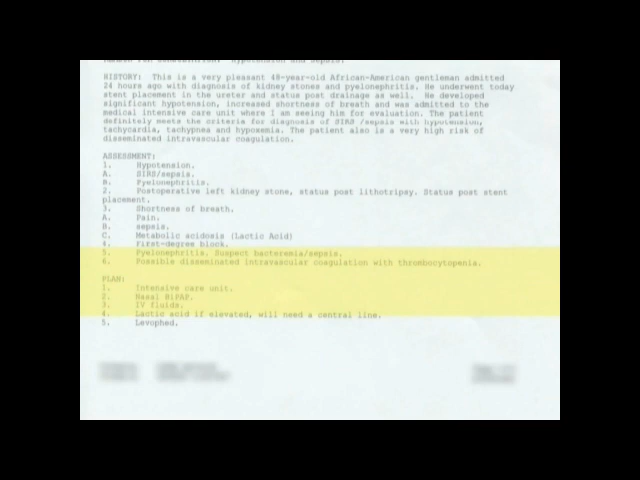 hypotension and sepsis.
HISTORY: This is a very pleasant 48-year-old African-American gentleman admitted
24 hours ago with diagnosis of kidney stones and pyelonephritis. He underwent today
stent placement in the ureter and status post drainage as well. He developed
significant hypotension, increased shortness of breath and was admitted to the
medical intensive care unit where I am seeing him for evaluation. The patient
definitely meets the criteria for diagnosis of SIRS /sepsis with hypotension,
tachycardia, tachypnea and hypoxemia. The patient also is a very high risk of
disseminated intravascular coagulation.
ASSESSMENT:
1. Hypotension.
A. SIRS/sepsis.
B. Pyelonephritis.
2. Postoperative left kidney stone, status post lithotripsy. Status post stent
placement.
3. Shortness of breath.
A. Pain.
B. sepsis.
C. Metabolic acidosis (Lactic Acid)
4. First-degree block.
5. Pyelonephritis. Suspect bacteremia/sepsis.
6. Possible disseminated intravascular coagulation with thrombocytopenia.
PLAN:
1. Intensive care unit.
2. Nasal BiPAP.
3. IV fluids.
4. Lactic acid if elevated, will need a central line.
5. Levophed.